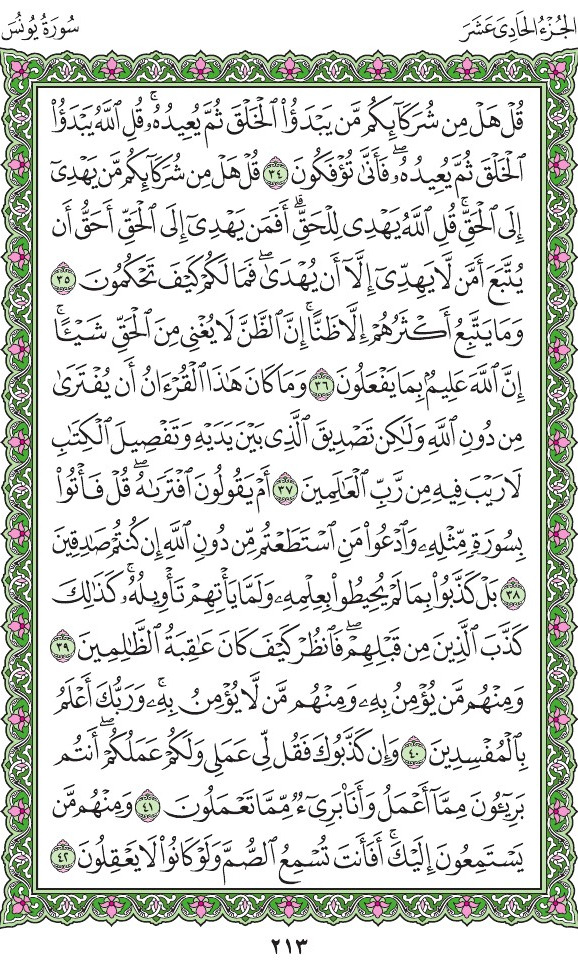 الجُزْءُ الحَادِي عَشَرَ
سُورَةُ يُونُسَ
قُلْ هَلْ مِن شُرَكَآئِكُم مَّن يَبْدَؤُا۟ ٱلْخَلْقَ ثُمَّ يُعِيدُهُۥۚ قُلِ ٱللَّهُ يَبْدَؤُا۟
ٱلْخَلْقَ ثُمَّ يُعِيدُهُۥۖ فَأَنَّىٰ تُؤْفَكُونَ ٣٤ قُلْ هَلْ مِن شُرَكَآئِكُم مَّن يَهْدِىٓ
إِلَى ٱلْحَقِّۚ قُلِ ٱللَّهُ يَهْدِى لِلْحَقِّۗ أَفَمَن يَهْدِىٓ إِلَى ٱلْحَقِّ أَحَقُّ أَن
يُتَّبَعَ أَمَّن لَّا يَهِدِّىٓ إِلَّآ أَن يُهْدَىٰۖ فَمَا لَكُمْ كَيْفَ تَحْكُمُونَ ٣٥
وَمَا يَتَّبِعُ أَكْثَرُهُمْ إِلَّا ظَنًّاۚ إِنَّ ٱلظَّنَّ لَا يُغْنِى مِنَ ٱلْحَقِّ شَيْـًٔاۚ
إِنَّ ٱللَّهَ عَلِيمٌۢ بِمَا يَفْعَلُونَ ٣٦ وَمَا كَانَ هَٰذَا ٱلْقُرْءَانُ أَن يُفْتَرَىٰ
مِن دُونِ ٱللَّهِ وَلَٰكِن تَصْدِيقَ ٱلَّذِى بَيْنَ يَدَيْهِ وَتَفْصِيلَ ٱلْكِتَٰبِ
لَا رَيْبَ فِيهِ مِن رَّبِّ ٱلْعَٰلَمِينَ ٣٧ أَمْ يَقُولُونَ ٱفْتَرَىٰهُۖ قُلْ فَأْتُوا۟
بِسُورَةٍ مِّثْلِهِۦ وَٱدْعُوا۟ مَنِ ٱسْتَطَعْتُم مِّن دُونِ ٱللَّهِ إِن كُنتُمْ صَٰدِقِينَ
٣٨ بَلْ كَذَّبُوا۟ بِمَا لَمْ يُحِيطُوا۟ بِعِلْمِهِۦ وَلَمَّا يَأْتِهِمْ تَأْوِيلُهُۥۚ كَذَٰلِكَ
كَذَّبَ ٱلَّذِينَ مِن قَبْلِهِمْۖ فَٱنظُرْ كَيْفَ كَانَ عَٰقِبَةُ ٱلظَّٰلِمِينَ ٣٩
وَمِنْهُم مَّن يُؤْمِنُ بِهِۦ وَمِنْهُم مَّن لَّا يُؤْمِنُ بِهِۦۚ وَرَبُّكَ أَعْلَمُ
بِٱلْمُفْسِدِينَ ٤٠ وَإِن كَذَّبُوكَ فَقُل لِّى عَمَلِى وَلَكُمْ عَمَلُكُمْۖ أَنتُم
بَرِيٓـُٔونَ مِمَّآ أَعْمَلُ وَأَنَا۠ بَرِىٓءٌ مِّمَّا تَعْمَلُونَ ٤١ وَمِنْهُم مَّن
يَسْتَمِعُونَ إِلَيْكَۚ أَفَأَنتَ تُسْمِعُ ٱلصُّمَّ وَلَوْ كَانُوا۟ لَا يَعْقِلُونَ ٤٢
٢١٣